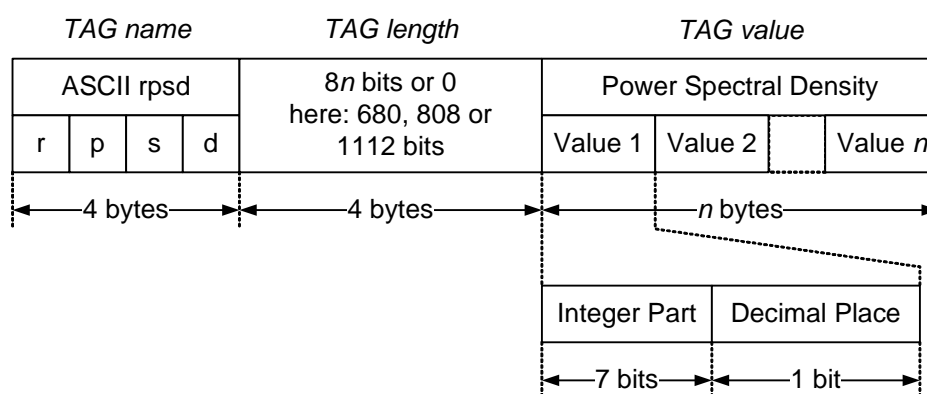 TAG name TAG length TAG value
ASCII rpsd
8n bits or 0
here: 680, 808 or
1112 bits
Power Spectral Density
r p s d
Value 1 Value 2 Value n
4 bytes 4 bytes n bytes
Integer Part Decimal Place
7 bits 1 bit